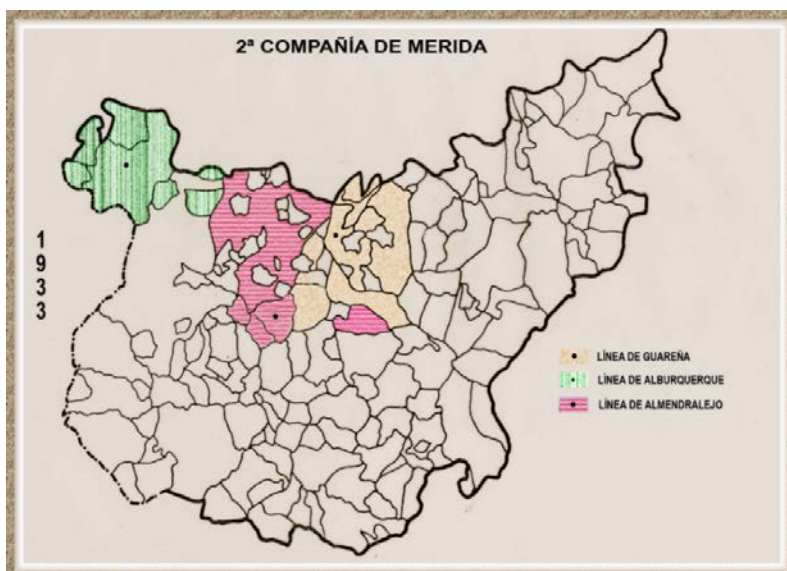 2ª COMPAÑÍA DE MERIDA
1
9
3
3
LÍNEA DE GUAREÑA
LÍNEA DE ALBURQUERQUE
LÍNEA DE ALMENDRALEJO